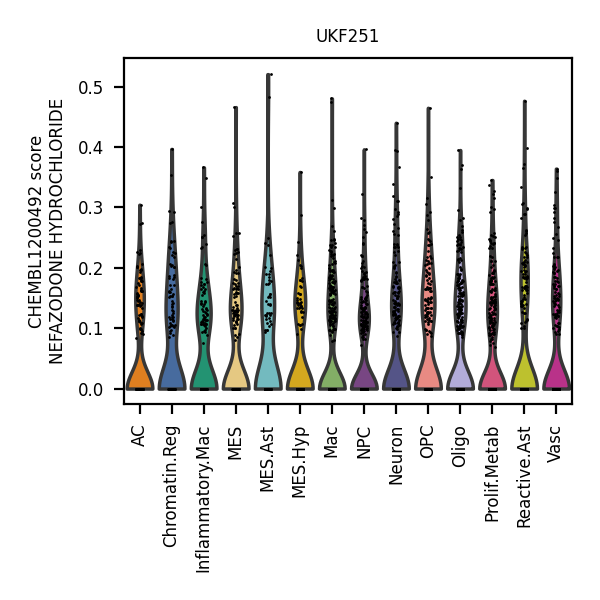 UKF251
CHEMBL1200492 score
NEFAZODONE HYDROCHLORIDE
0.5
0.4
0.3
0.2
0.1
0.0
AC
Chromatin.Reg
Inflammatory.Mac
MES
MES.Ast
MES.Hyp
Mac
NPC
Neuron
OPC
Oligo
Prolif.Metab
Reactive.Ast
Vasc